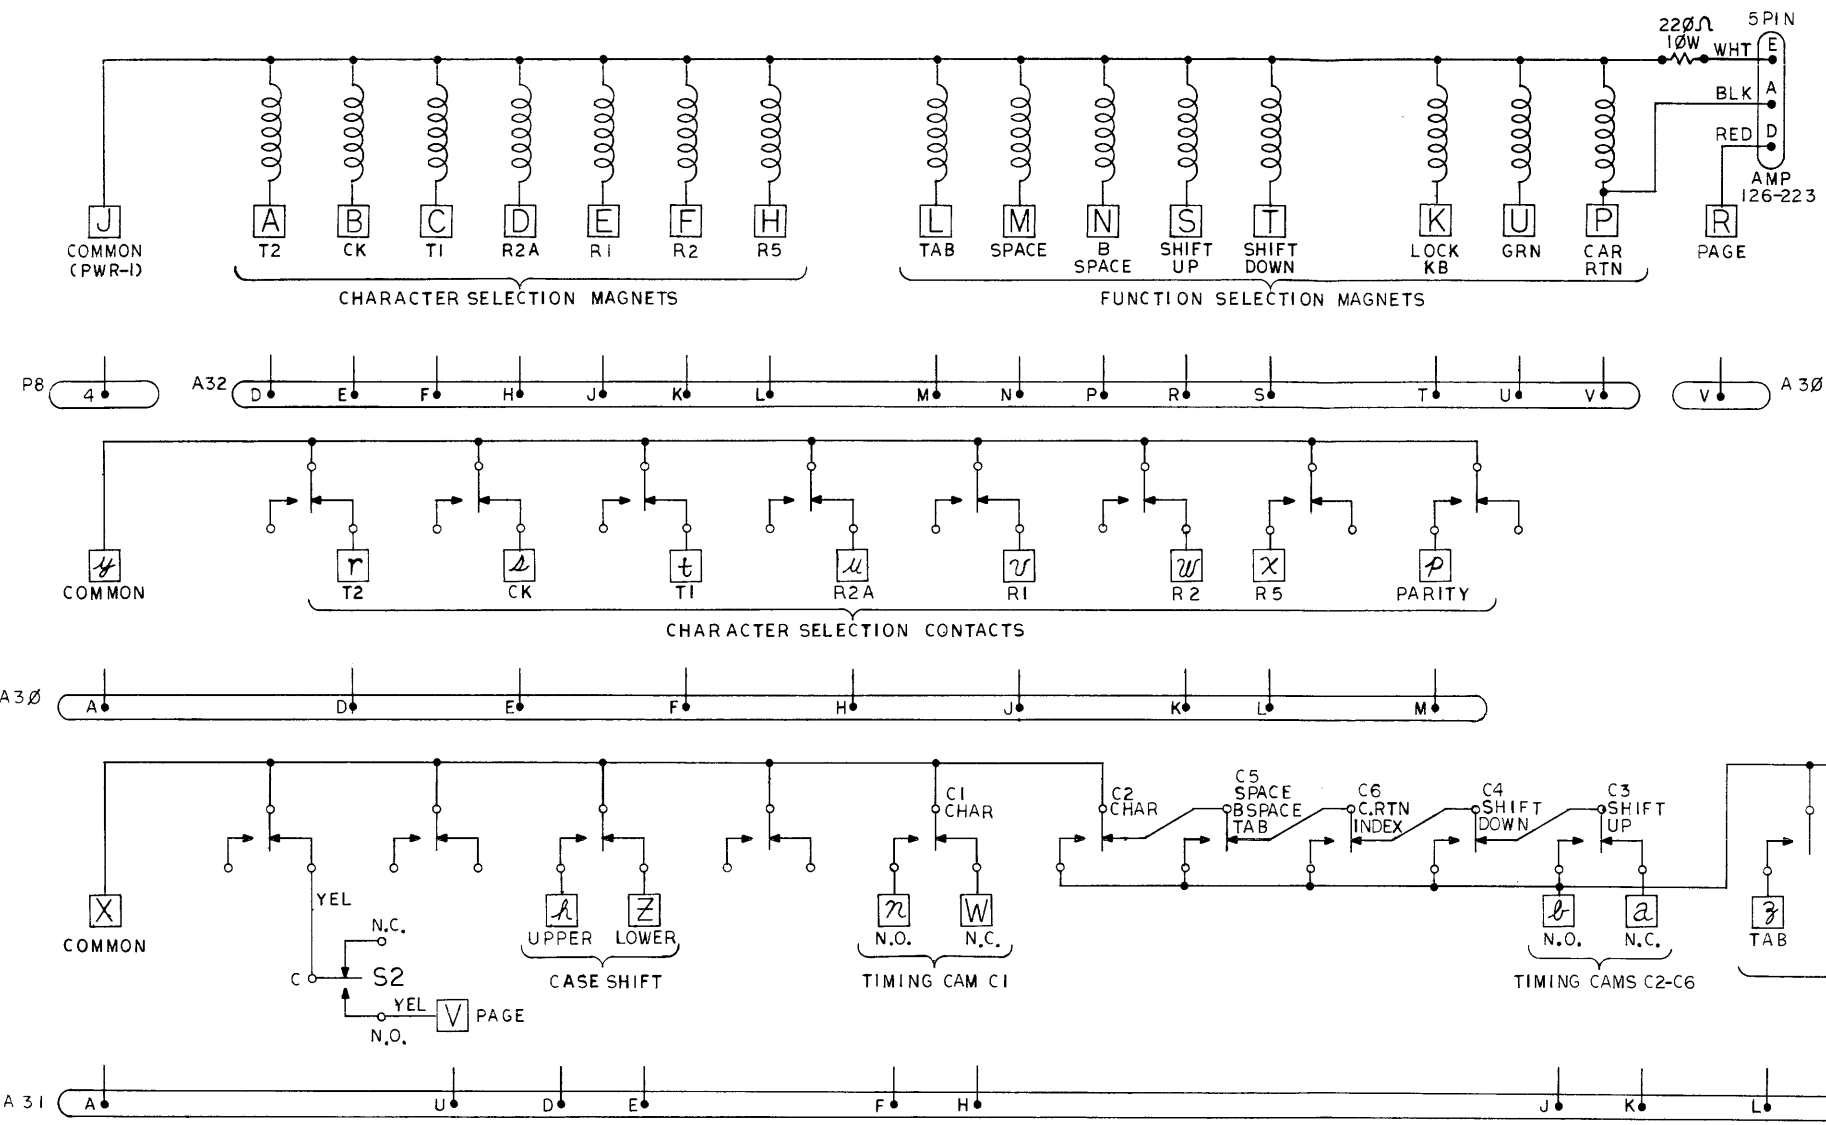 22ØΩ 5 PIN
1ØW WHT E
BLK A
RED D
AMP
126-223
J A B C D E F H L M N S T K U P R
COMMON T2 CK T1 R2A R1 R2 R5 TAB SPACE B SHIFT SHIFT LOCK GRN CAR PAGE
(PWR-1) SPACE UP DOWN KB RTN
CHARACTER SELECTION MAGNETS FUNCTION SELECTION MAGNETS
P8 4 A32 D E F H J K L M N P R S T U V V A3Ø
y r s t u v w x p
COMMON T2 CK T1 R2A R1 R2 R5 PARITY
CHARACTER SELECTION CONTACTS
A3Ø A D E F H J K L M
C1 CHAR
C2 CHAR
C5 SPACE BSPACE TAB
C6 C.RTN INDEX
C4 SHIFT DOWN
C3 SHIFT UP
X YEL h Z n W b a z
COMMON N.C. UPPER LOWER N.O. N.C. N.O. N.C. TAB
C S2 CASE SHIFT TIMING CAM C1 TIMING CAMS C2-C6
YEL V PAGE
N.O.
A31 A U D E F H J K L